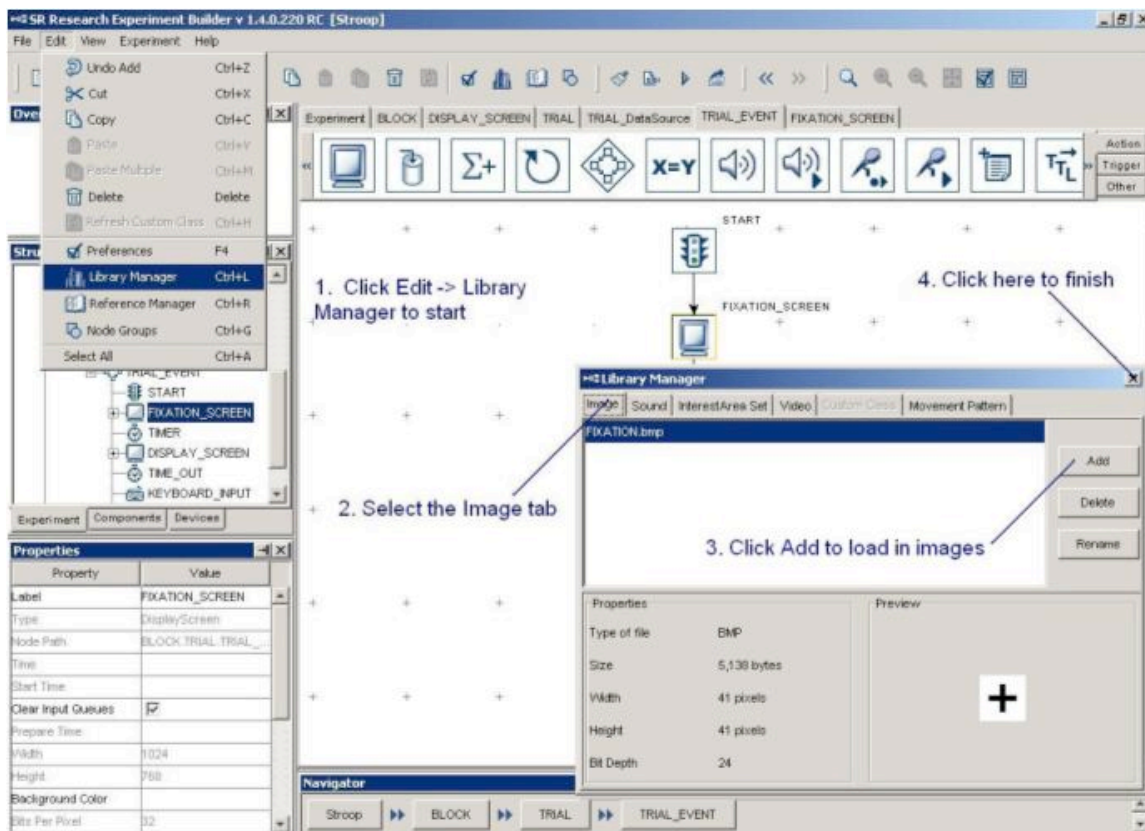 SR Research Experiment Builder v 1.4.0.220 RC [Stroop]
File Edit View Experiment Help
Undo Add Ctrl+Z
Cut Ctrl+X
Copy Ctrl+C
Paste Ctrl+V
Paste Multiple Ctrl+M
Delete Delete
Refresh Custom Class Ctrl+H
Preferences F4
Library Manager Ctrl+L
Reference Manager Ctrl+R
Node Groups Ctrl+G
Select All Ctrl+A
Over
Stru
TRIAL_EVENT
START
FIXATION_SCREEN
TIMER
DISPLAY_SCREEN
TIME_OUT
KEYBOARD_INPUT
Experiment Components Devices
Properties
Property Value
Label FIXATION_SCREEN
Type DisplayScreen
Node Path BLOCK.TRIAL.TRIAL_...
Time
Start Time
Clear Input Queues
Prepare Time
Width 1024
Height 768
Background Color
Bits Per Pixel 32
Experiment BLOCK DISPLAY_SCREEN TRIAL TRIAL_DataSource TRIAL_EVENT FIXATION_SCREEN
Σ+ X=Y TTL
Action
Trigger
Other
START
FIXATION_SCREEN
1. Click Edit -> Library
Manager to start
4. Click here to finish
2. Select the Image tab
Library Manager
Image Sound InterestArea Set Video Custom Class Movement Pattern
FIXATION.bmp
Add
Delete
Rename
3. Click Add to load in images
Properties
Type of file BMP
Size 5,138 bytes
Width 41 pixels
Height 41 pixels
Bit Depth 24
Preview
+
Navigator
Stroop BLOCK TRIAL TRIAL_EVENT